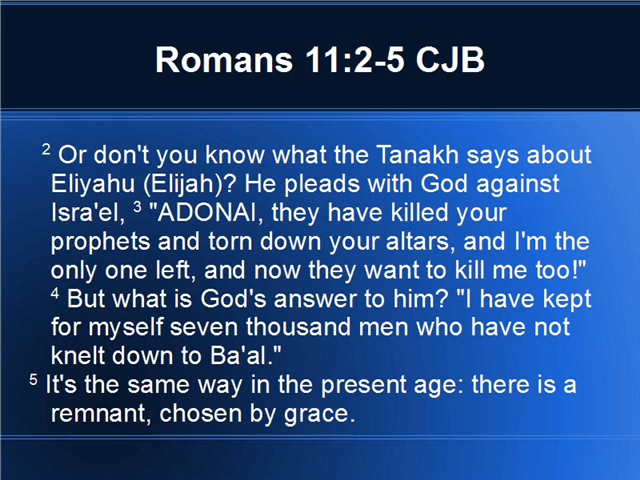 Romans 11:2-5 CJB
2 Or don't you know what the Tanakh says about
Eliyahu (Elijah)? He pleads with God against
Isra'el, 3 "ADONAI, they have killed your
prophets and torn down your altars, and I'm the
only one left, and now they want to kill me too!"
4 But what is God's answer to him? "I have kept
for myself seven thousand men who have not
knelt down to Ba'al."
5 It's the same way in the present age: there is a
remnant, chosen by grace.